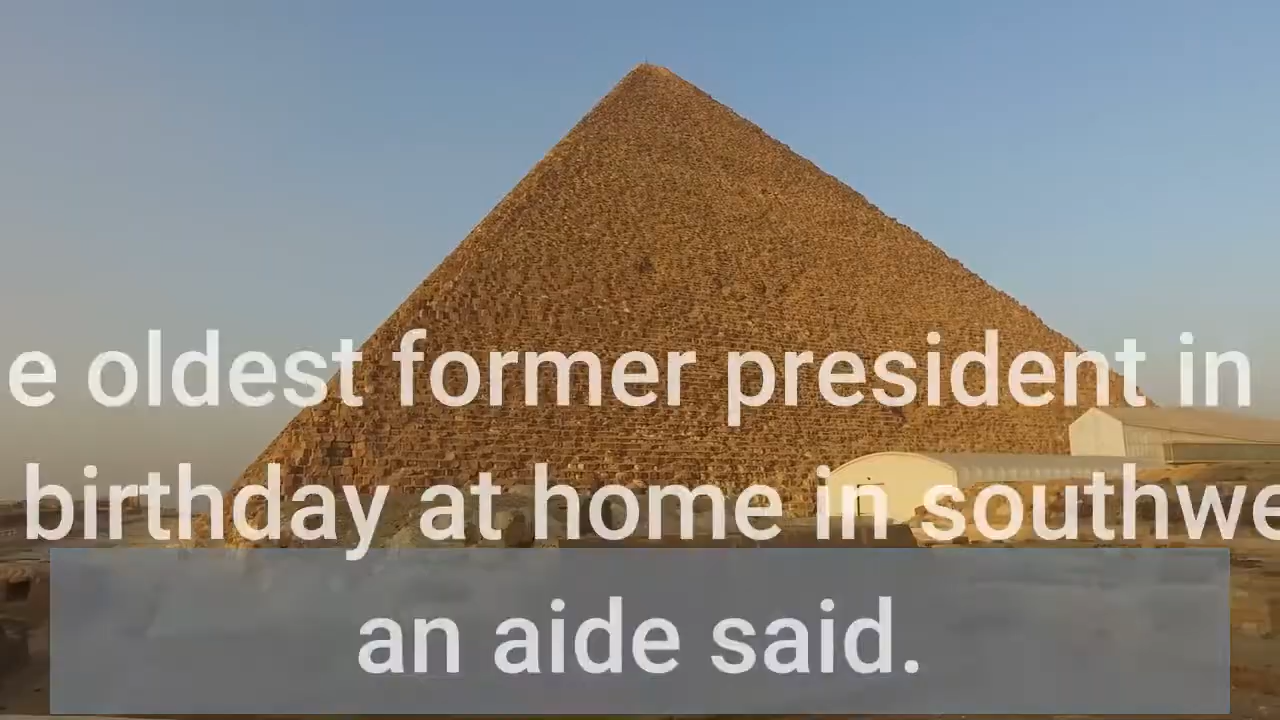 e oldest former president in
birthday at home in southwe
an aide said.